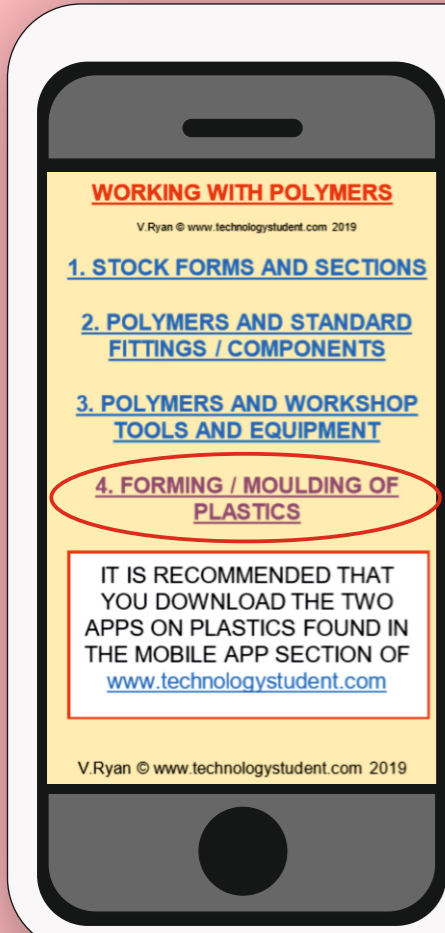 WORKING WITH POLYMERS
V.Ryan © www.technologystudent.com 2019
1. STOCK FORMS AND SECTIONS
2. POLYMERS AND STANDARD
FITTINGS / COMPONENTS
3. POLYMERS AND WORKSHOP
TOOLS AND EQUIPMENT
4. FORMING / MOULDING OF
PLASTICS
IT IS RECOMMENDED THAT
YOU DOWNLOAD THE TWO
APPS ON PLASTICS FOUND IN
THE MOBILE APP SECTION OF
www.technologystudent.com
V.Ryan © www.technologystudent.com 2019